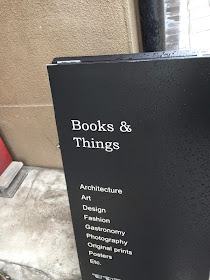 Books &
Things
Architecture
Art
Design
Fashion
Gastronomy
Photography
Original prints
Posters
Etc.